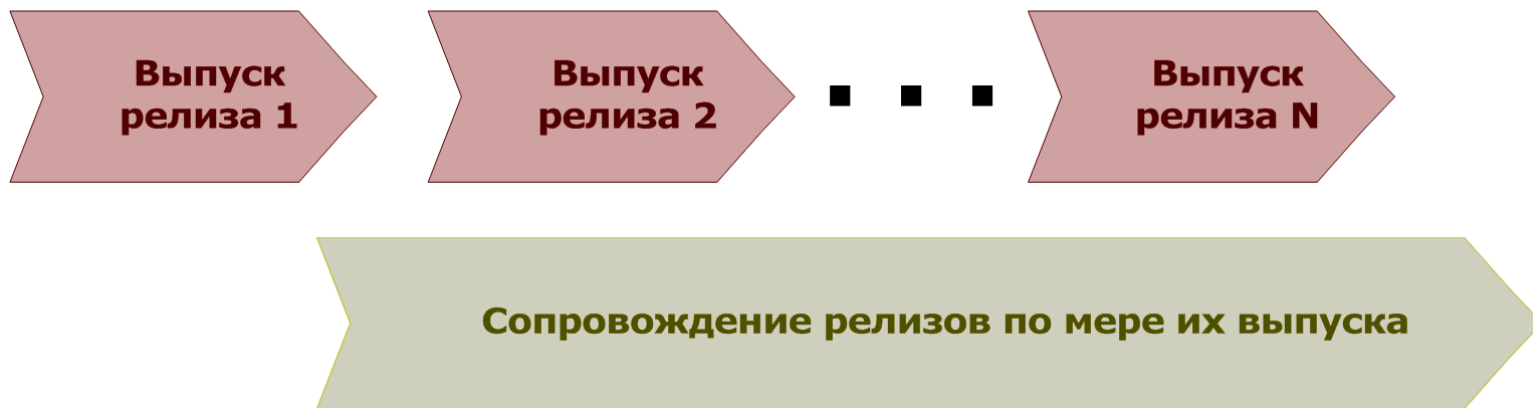 Выпуск
релиза 1
Выпуск
релиза 2
Выпуск
релиза N
Сопровождение релизов по мере их выпуска